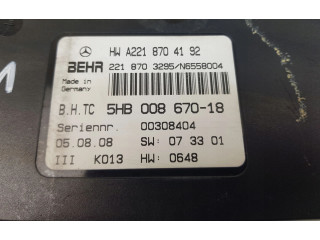 HW A221 870 41 92
BEHR 221 870 3295/N6558004
Made in
Germany
B.H.TC 5HB 008 670-18
Seriennr. 00308404
05.08.08 SW: 07 33 01
III K013 HW: 0648